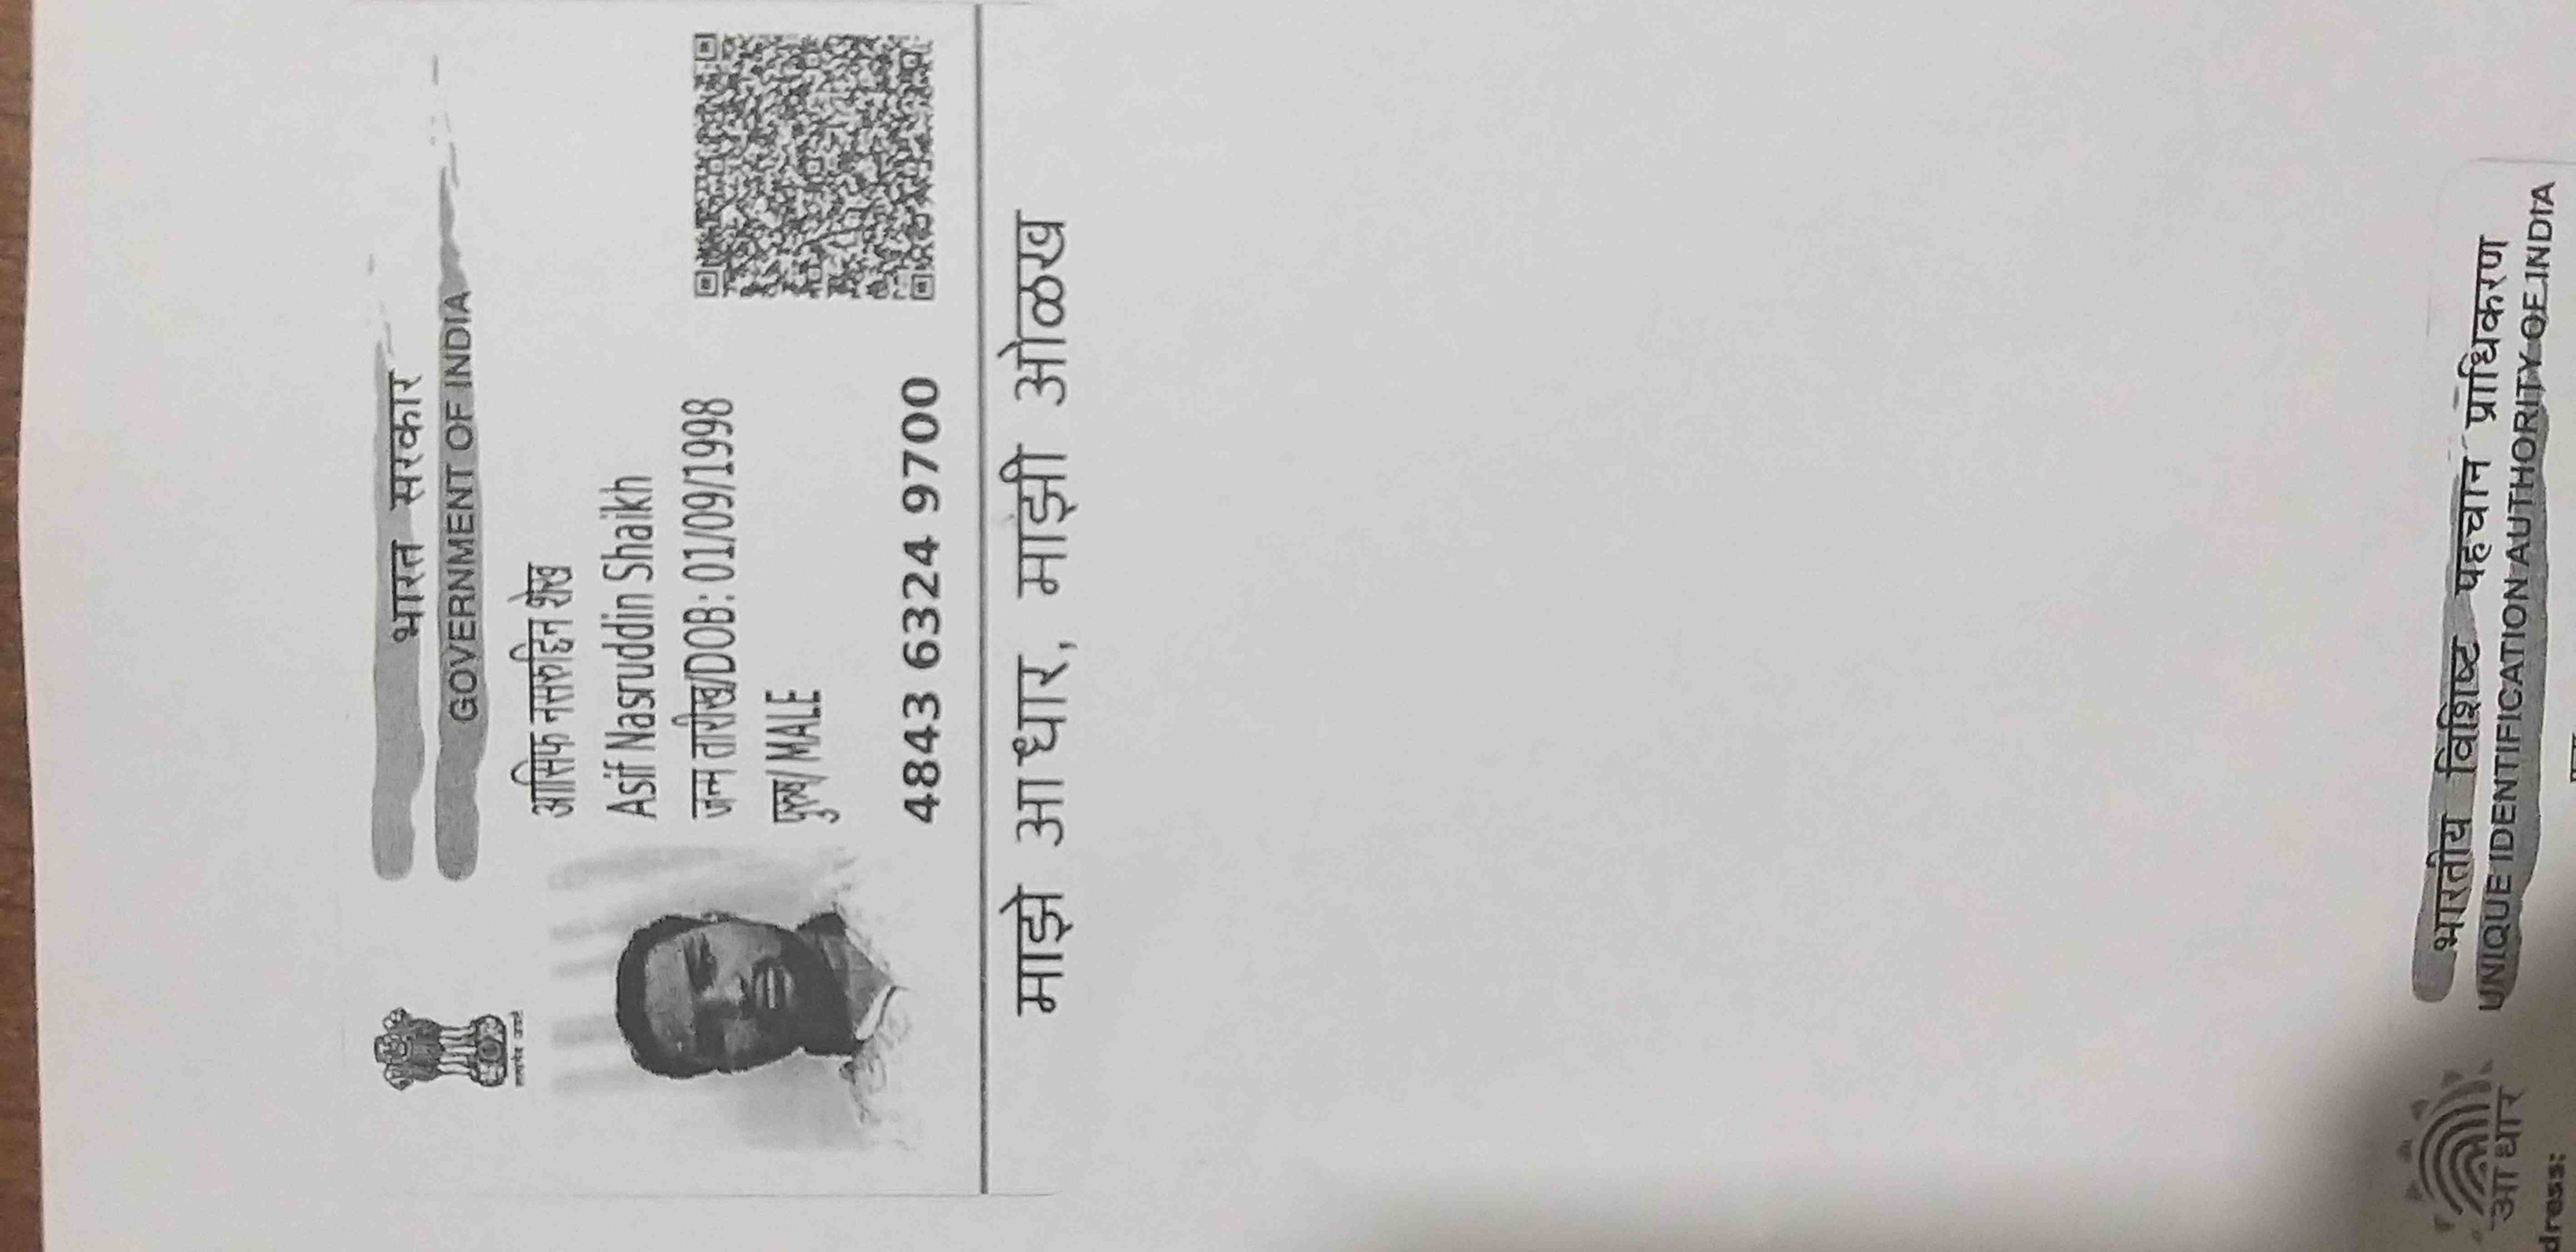 भारत सरकार
GOVERNMENT OF INDIA
सत्यमेव जयते
आसिफ नसरुद्दिन शेख
Asif Nasruddin Shaikh
जन्म तारीख/DOB: 01/09/1998
पुरुष/ MALE
4843 6324 9700
माझे आधार, माझी ओळख
भारतीय विशिष्ट पहचान प्राधिकरण
UNIQUE IDENTIFICATION AUTHORITY OF INDIA
आधार
dress: